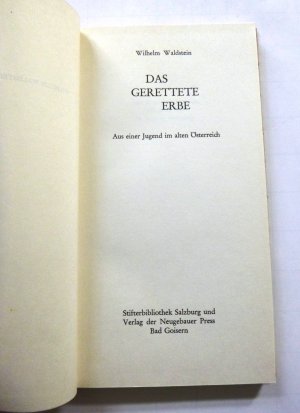 Wilhelm Waldstein
DAS
GERETTETE
ERBE
Aus einer Jugend im alten Österreich
Stifterbibliothek Salzburg und
Verlag der Neugebauer Press
Bad Goisern